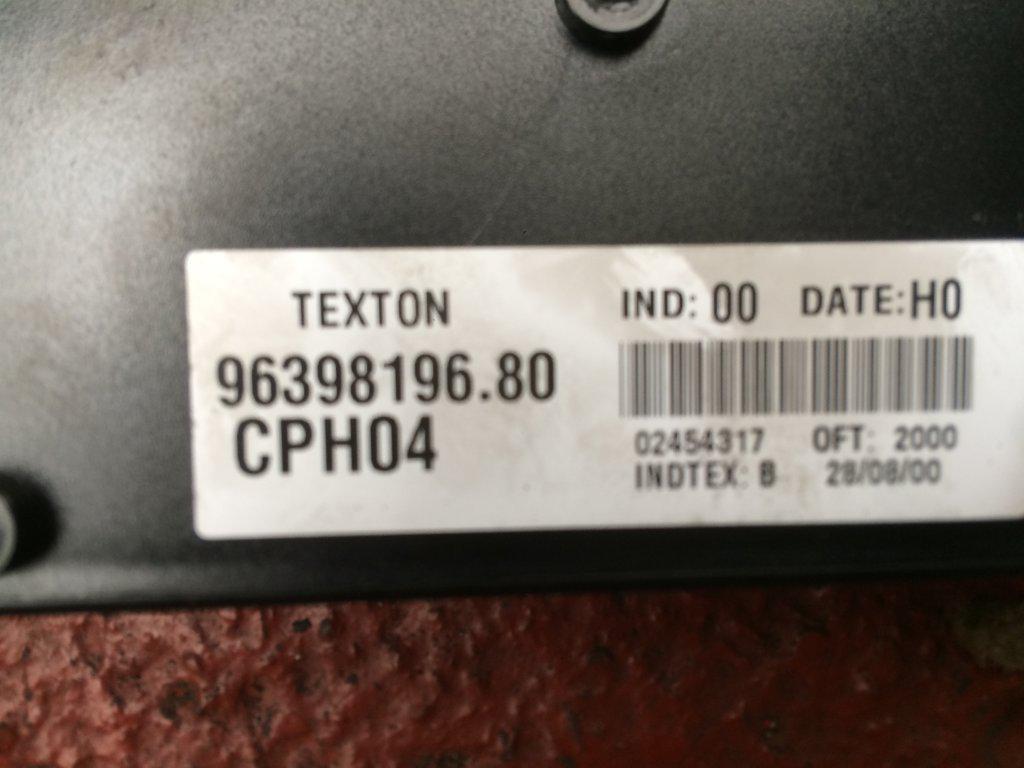 TEXTON
96398196.80
CPH04
IND: 00 DATE:H0
02454317 OFT: 2000
INDTEX: B 28/08/00